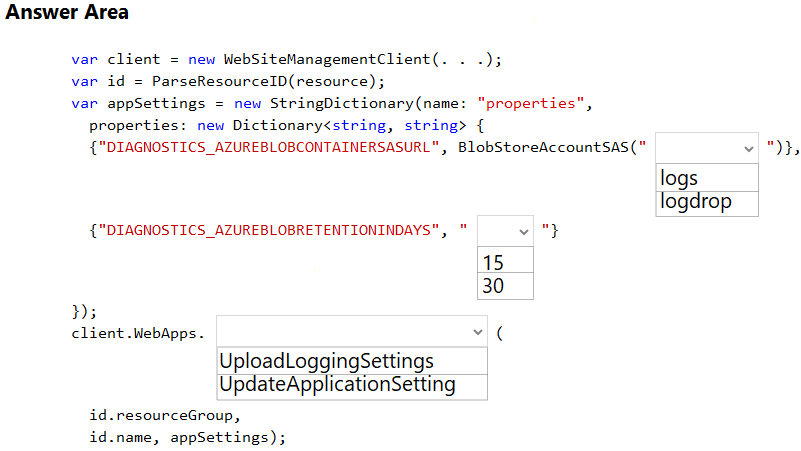 Answer Area
var client = new WebSiteManagementClient(. . .);
var id = ParseResourceID(resource);
var appSettings = new StringDictionary(name: "properties",
properties: new Dictionary<string, string> {
{"DIAGNOSTICS_AZUREBLOBCONTAINERSASURL", BlobStoreAccountSAS(" ")},
logs
logdrop
{"DIAGNOSTICS_AZUREBLOBRETENTIONINDAYS", " "}
15
30
});
client.WebApps. (
UploadLoggingSettings
UpdateApplicationSetting
id.resourceGroup,
id.name, appSettings);